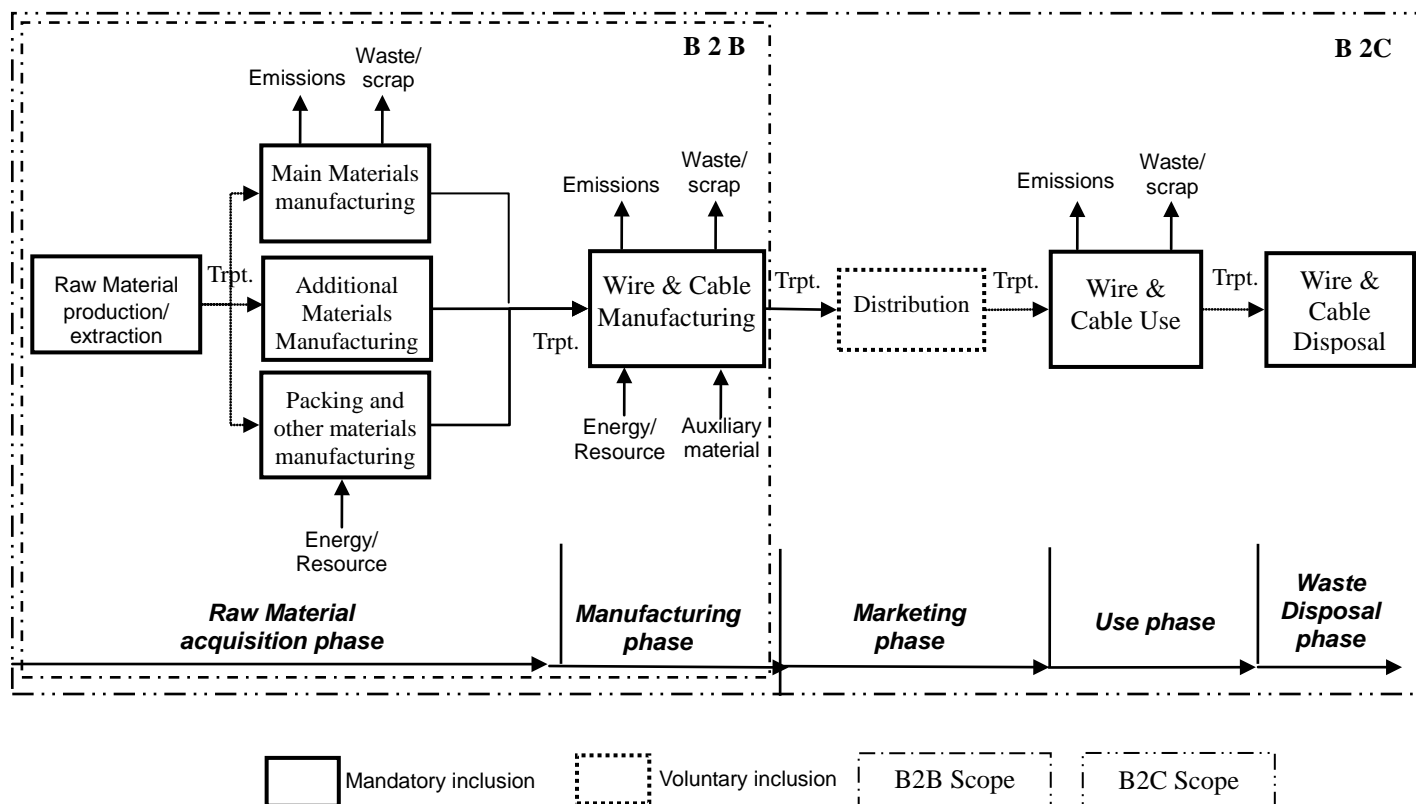 B 2 B
B 2C
Emissions
Waste/
scrap
Main Materials
manufacturing
Emissions
Waste/
scrap
Emissions
Waste/
scrap
Raw Material
production/
extraction
Trpt.
Additional
Materials
Manufacturing
Trpt.
Wire & Cable
Manufacturing
Trpt.
Distribution
Trpt.
Wire &
Cable Use
Trpt.
Wire &
Cable
Disposal
Packing and
other materials
manufacturing
Energy/
Resource
Energy/
Resource
Auxiliary
material
Raw Material
acquisition phase
Manufacturing
phase
Marketing
phase
Use phase
Waste
Disposal
phase
Mandatory inclusion
Voluntary inclusion
B2B Scope
B2C Scope